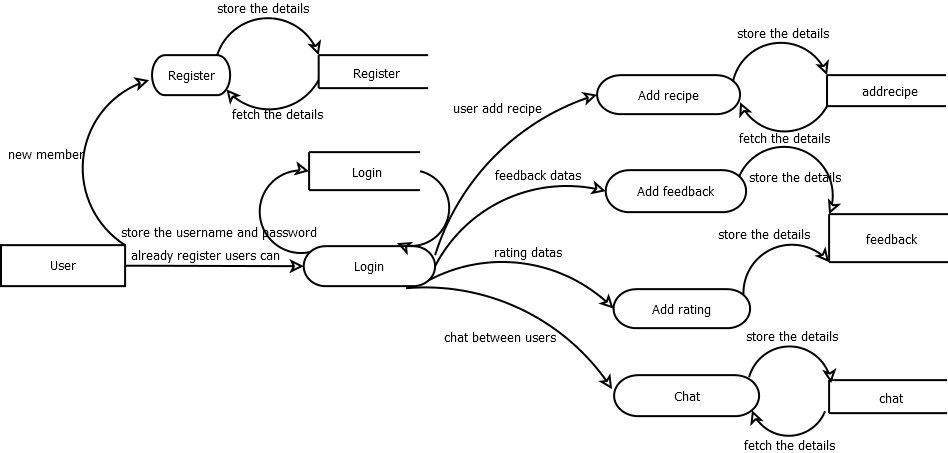 store the details
Register
Register
fetch the details
new member
Login
store the username and password
already register users can
User
Login
user add recipe
feedback datas
rating datas
chat between users
store the details
Add recipe
addrecipe
fetch the details
store the details
Add feedback
store the details
feedback
Add rating
store the details
Chat
chat
fetch the details